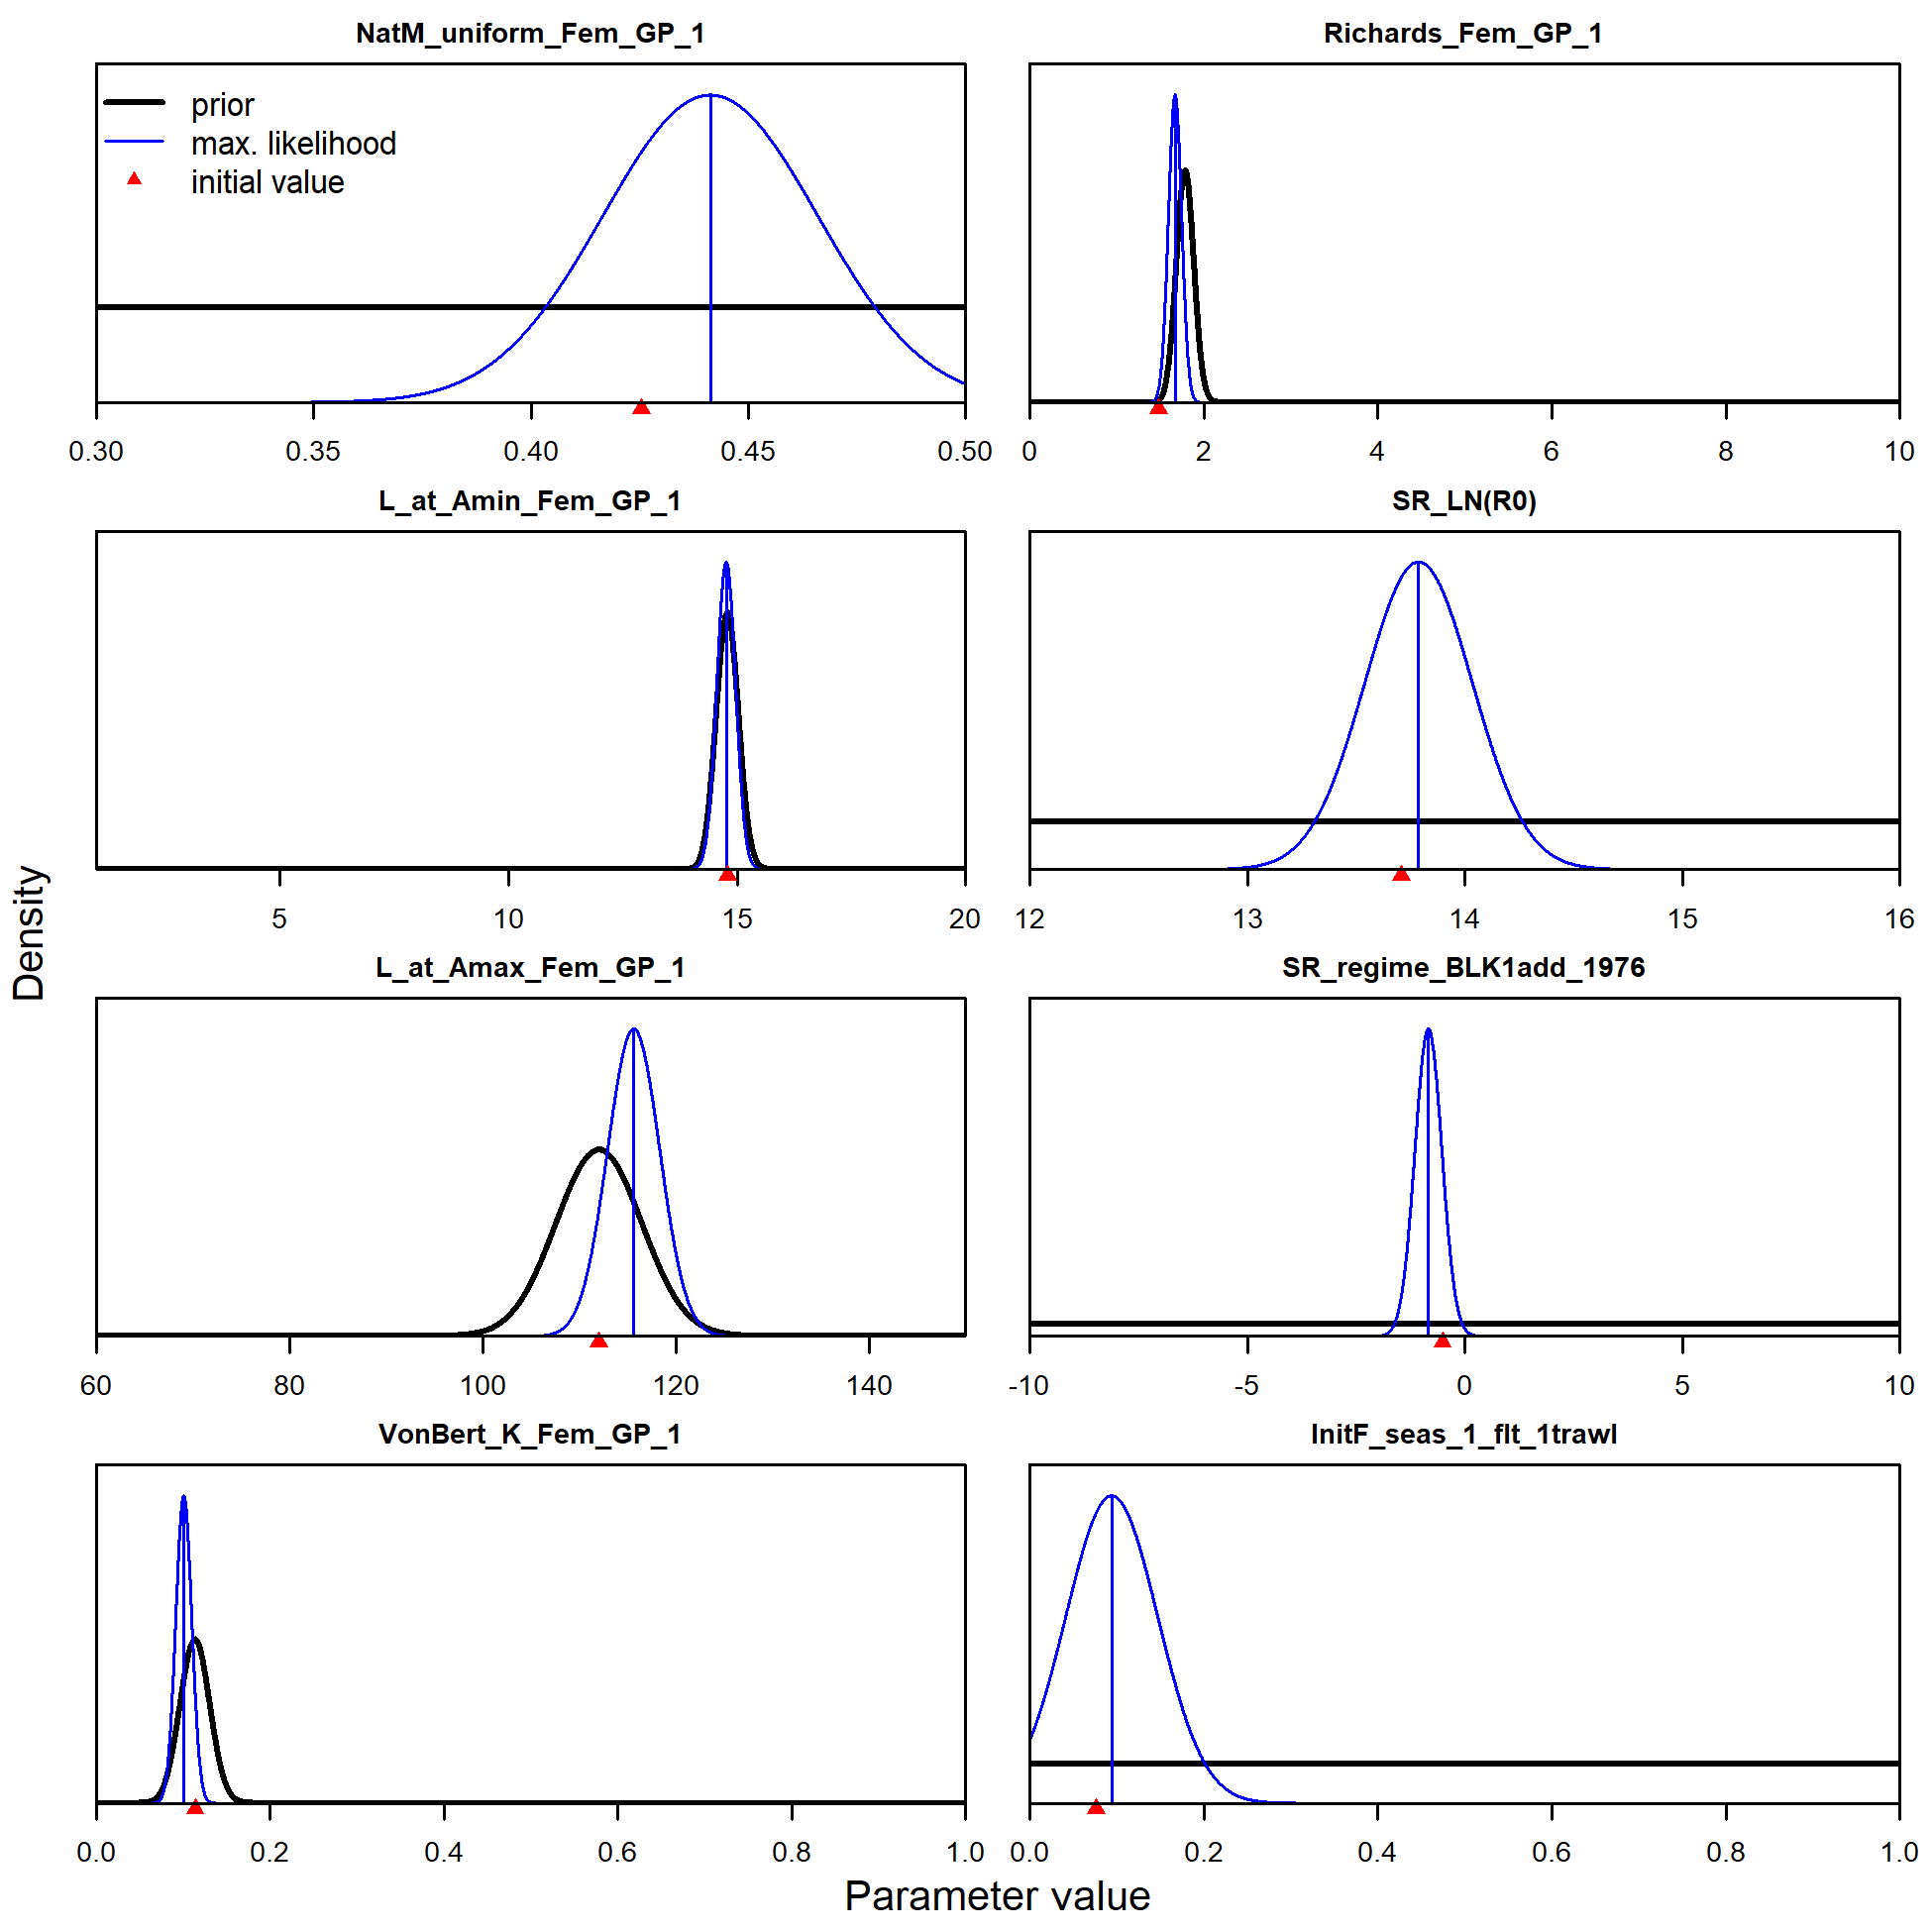 NatM_uniform_Fem_GP_1
prior
max. likelihood
initial value
0.30 0.35 0.40 0.45 0.50
Richards_Fem_GP_1
0 2 4 6 8 10
L_at_Amin_Fem_GP_1
5 10 15 20
SR_LN(R0)
12 13 14 15 16
L_at_Amax_Fem_GP_1
60 80 100 120 140
SR_regime_BLK1add_1976
-10 -5 0 5 10
VonBert_K_Fem_GP_1
0.0 0.2 0.4 0.6 0.8 1.0
InitF_seas_1_flt_1trawl
0.0 0.2 0.4 0.6 0.8 1.0
Density
Parameter value